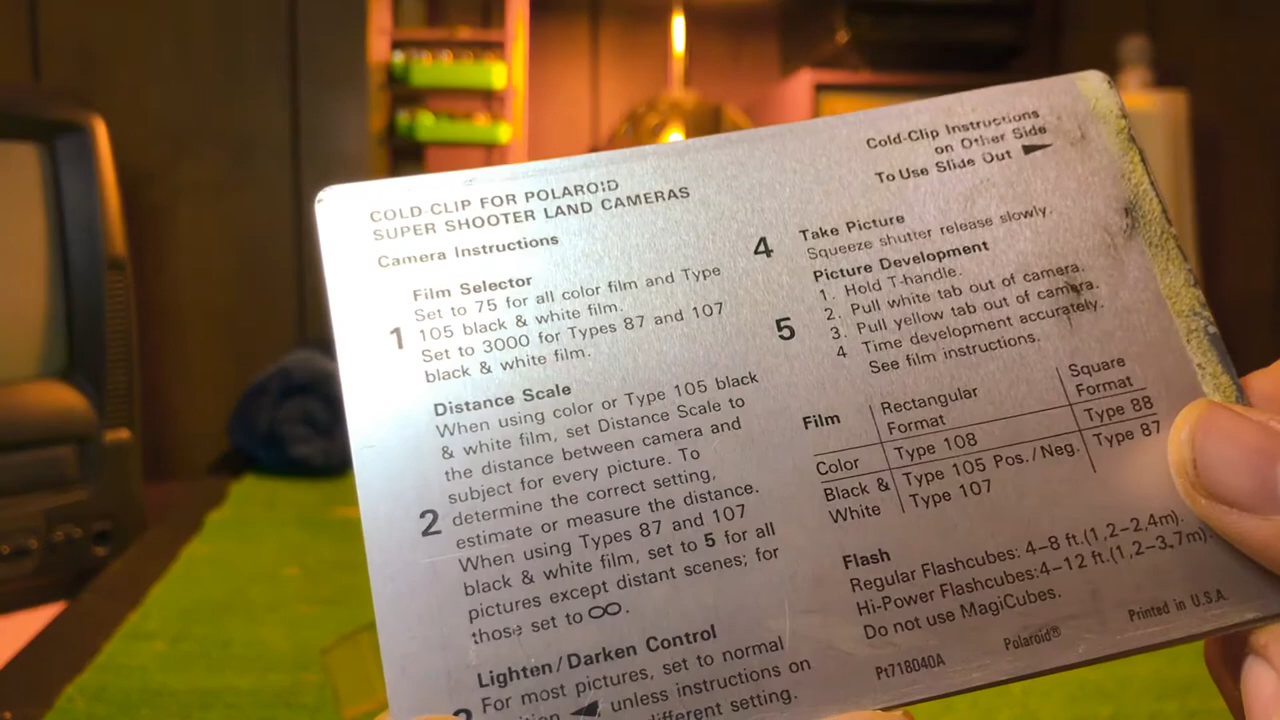 COLD-CLIP FOR POLAROID
SUPER SHOOTER LAND CAMERAS
Camera Instructions
1
Film Selector
Set to 75 for all color film and Type
105 black & white film.
Set to 3000 for Types 87 and 107
black & white film.
2
Distance Scale
When using color or Type 105 black
& white film, set Distance Scale to
the distance between camera and
subject for every picture. To
determine the correct setting,
estimate or measure the distance.
When using Types 87 and 107
black & white film, set to 5 for all
pictures except distant scenes; for
those set to ∞.
Lighten/Darken Control
For most pictures, set to normal
unless instructions on
different setting.
Cold-Clip Instructions
on Other Side
To Use Slide Out ►
4
Take Picture
Squeeze shutter release slowly.
5
Picture Development
1. Hold T-handle.
2. Pull white tab out of camera.
3. Pull yellow tab out of camera.
4 Time development accurately.
See film instructions.
Film | Rectangular Format | Square Format
Color | Type 108 | Type 88
Black & White | Type 105 Pos./Neg. Type 107 | Type 87
Flash
Regular Flashcubes: 4-8 ft.(1,2-2,4m).
Hi-Power Flashcubes:4-12 ft.(1,2-3,7m).
Do not use MagiCubes.
Pt718040A Polaroid® Printed in U.S.A.